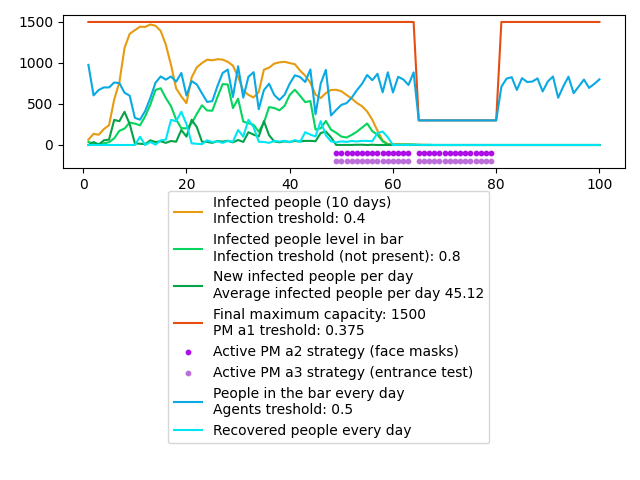 1500
1000
500
0
0 20 40 60 80 100
Infected people (10 days)
Infection treshold: 0.4
Infected people level in bar
Infection treshold (not present): 0.8
New infected people per day
Average infected people per day 45.12
Final maximum capacity: 1500
PM a1 treshold: 0.375
Active PM a2 strategy (face masks)
Active PM a3 strategy (entrance test)
People in the bar every day
Agents treshold: 0.5
Recovered people every day